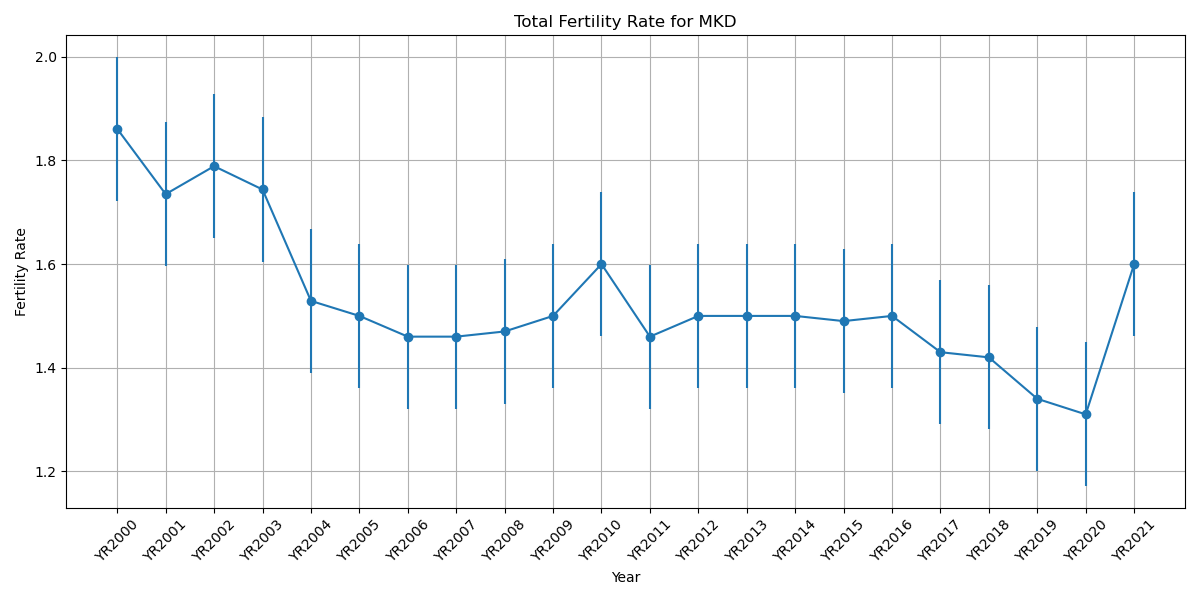 Total Fertility Rate for MKD
Fertility Rate
2.0
1.8
1.6
1.4
1.2
YR2000
YR2001
YR2002
YR2003
YR2004
YR2005
YR2006
YR2007
YR2008
YR2009
YR2010
YR2011
YR2012
YR2013
YR2014
YR2015
YR2016
YR2017
YR2018
YR2019
YR2020
YR2021
Year